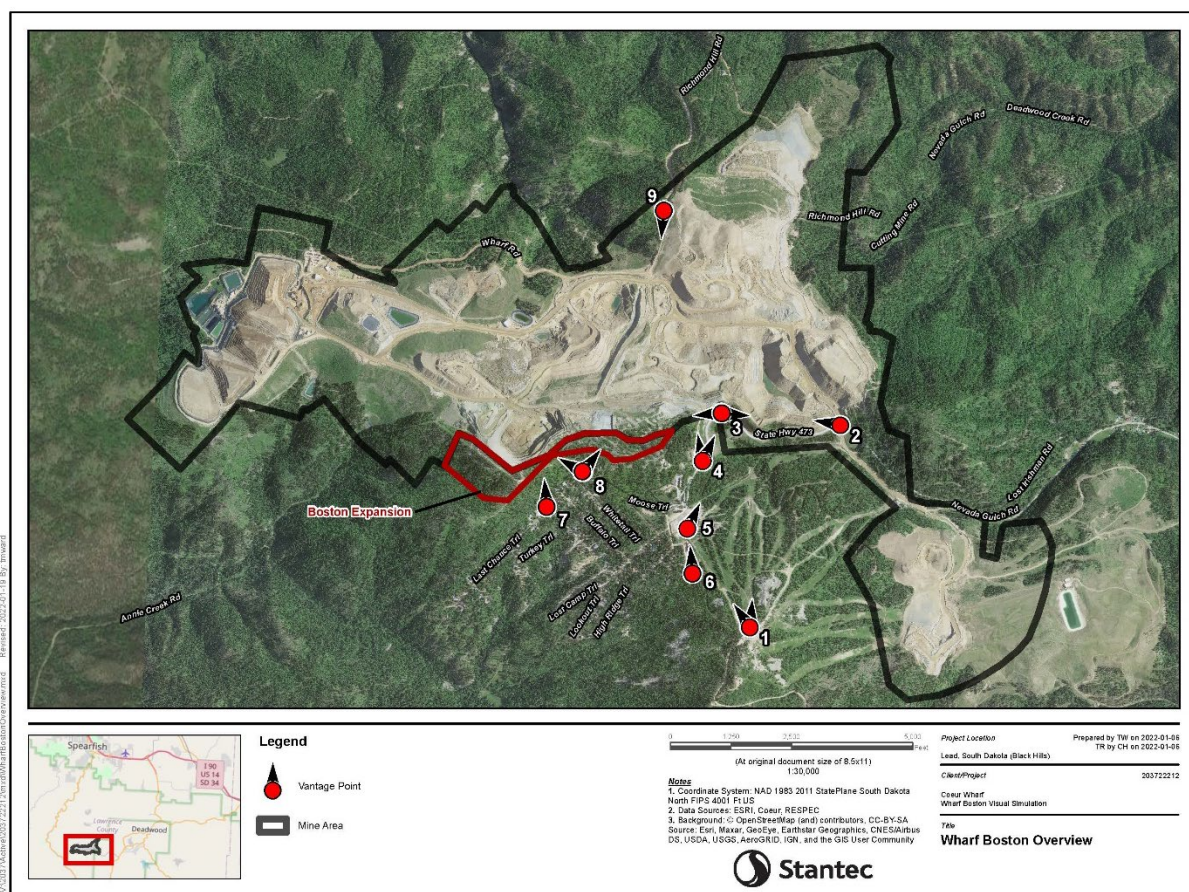 Richmond Hill Rd
Deadwood Creek Rd
Nevada Gulch Rd
9
Richmond Hill Rd
Cutting Mine Rd
Wharf Rd
3
State Hwy 473
2
4
Lost Irishman Rd
8
Boston Expansion
Moose Trl
Nevada Gulch Rd
7
Whitetail Trl
Buffalo Trl
5
Last Chance Trl
Turkey Trl
6
Annie Creek Rd
Lost Camp Trl
Lookout Trl
High Ridge Trl
1
Revised: 2022-01-19 By: tmward
Spearfish
I 90
US 14
SD 34
Lawrence
County
Deadwood
Legend
Vantage Point
Mine Area
0 1,250 2,500 5,000
Feet
(At original document size of 8.5x11)
1:30,000
Notes
1. Coordinate System: NAD 1983 2011 StatePlane South Dakota
North FIPS 4001 Ft US
2. Data Sources: ESRI, Coeur, RESPEC
3. Background: © OpenStreetMap (and) contributors, CC-BY-SA
Source: Esri, Maxar, GeoEye, Earthstar Geographics, CNES/Airbus
DS, USDA, USGS, AeroGRID, IGN, and the GIS User Community
Stantec
Project Location
Prepared by TW on 2022-01-06
TR by CH on 2022-01-06
Lead, South Dakota (Black Hills)
Client/Project
203722212
Coeur Wharf
Wharf Boston Visual Simulation
Title
Wharf Boston Overview